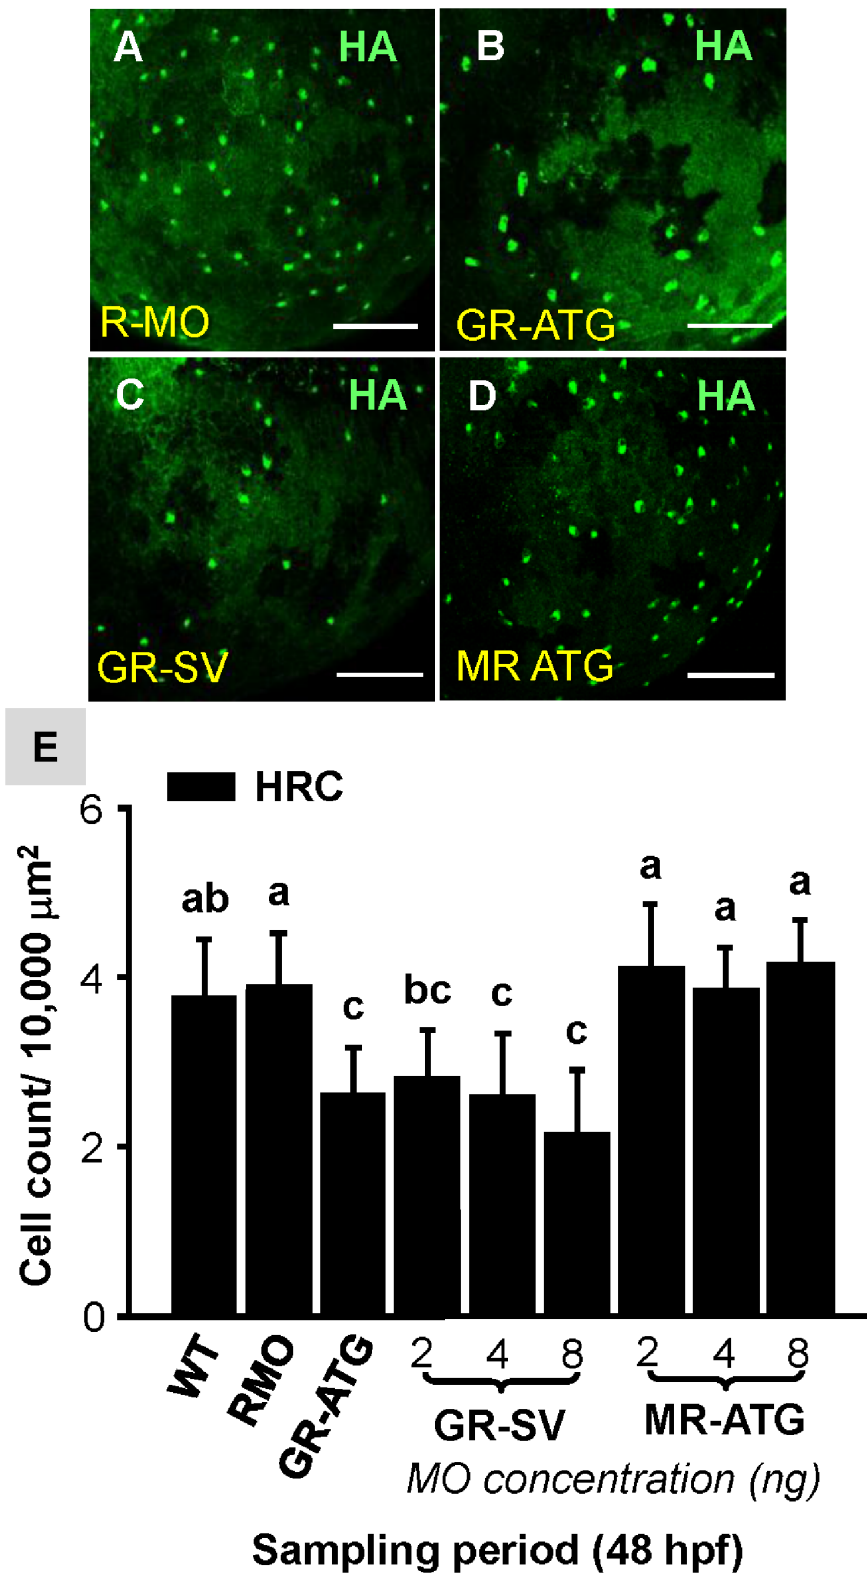 A HA
R-MO
B HA
GR-ATG
C HA
GR-SV
D HA
MR ATG
E
HRC
Cell count/ 10,000 µm²
6
4
2
0
ab a c bc c c a a a
WT RMO GR-ATG 2 4 8 2 4 8
GR-SV MR-ATG
MO concentration (ng)
Sampling period (48 hpf)